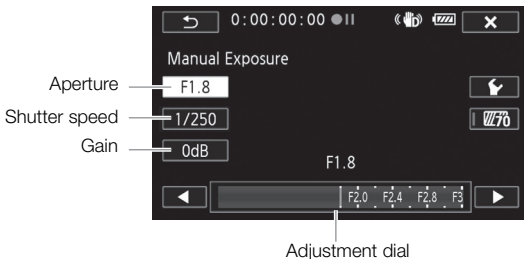 0:00:00:00
Manual Exposure
Aperture
F1.8
Shutter speed
1/250
70
Gain
0dB
F1.8
F2.0 F2.4 F2.8 F3
Adjustment dial